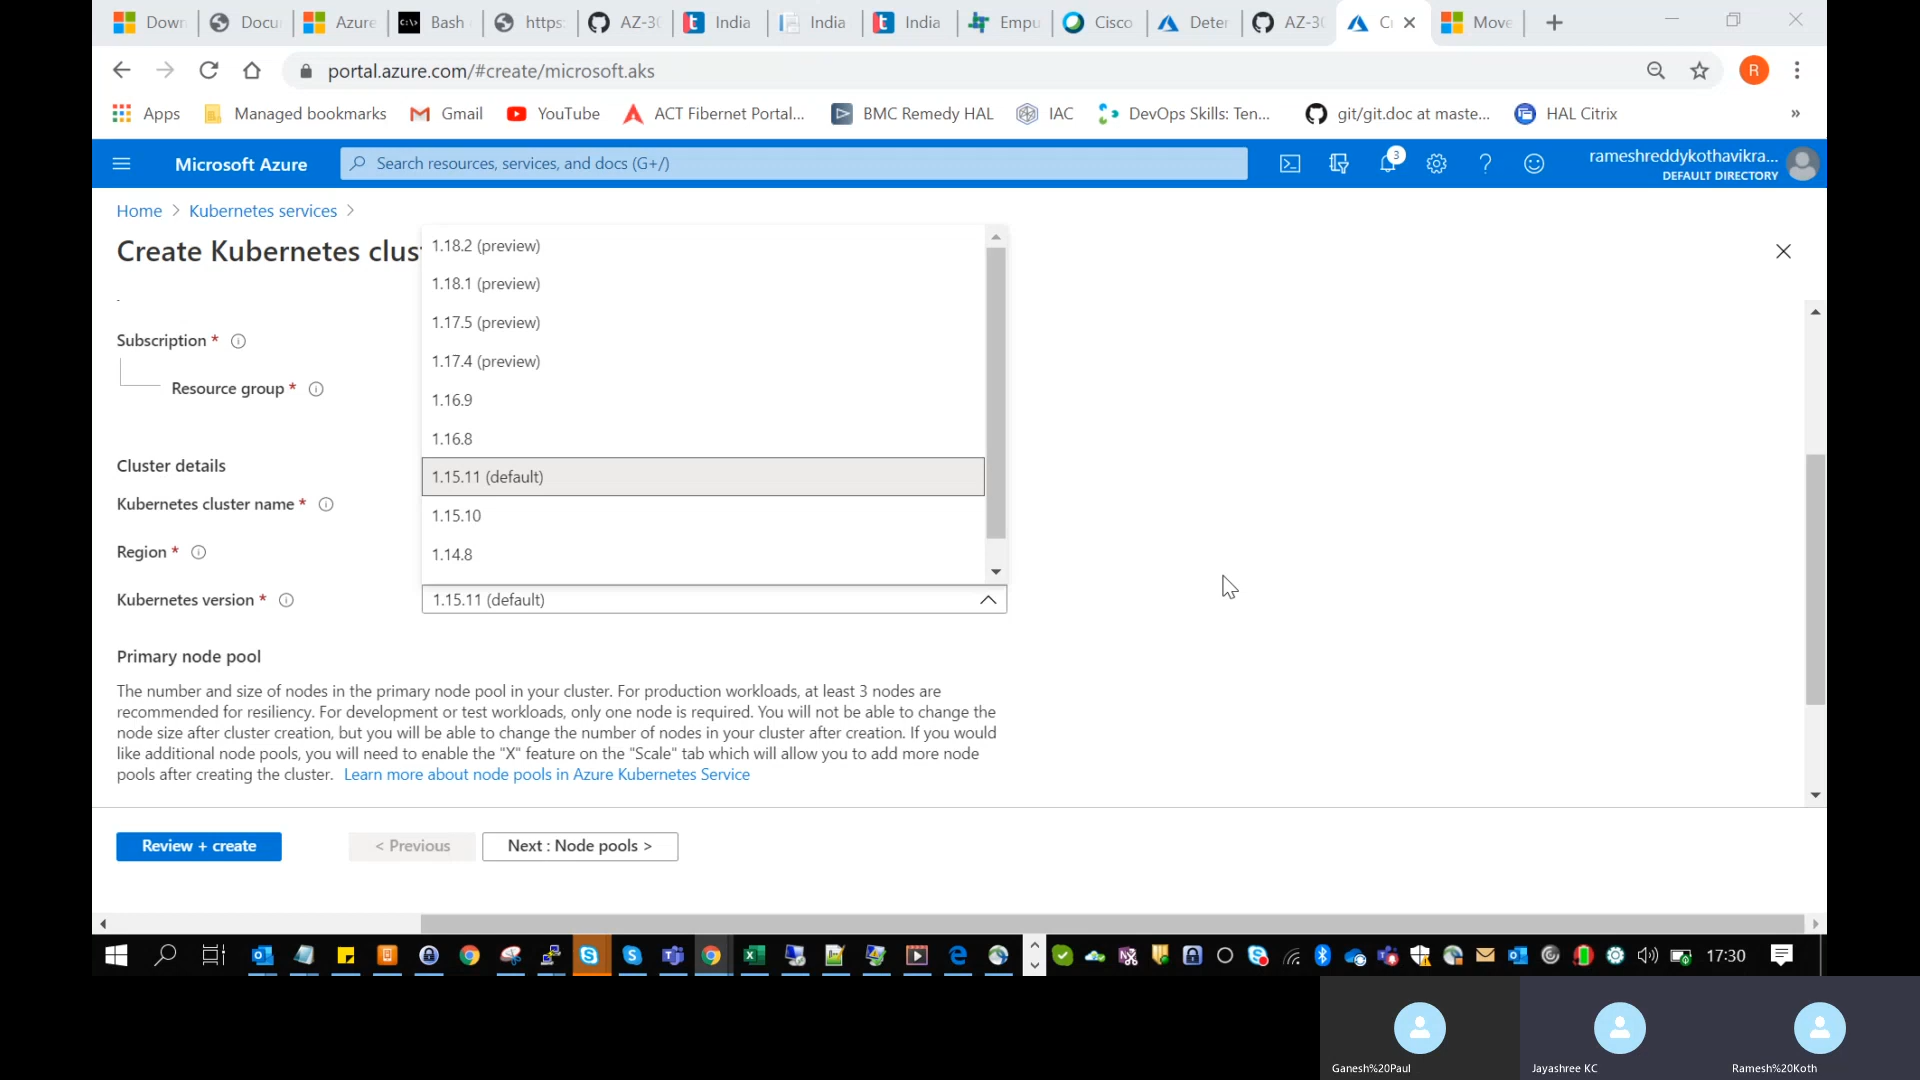 Down
Docu
Azure
Bash
https:
AZ-30
India
India
India
Empu
Cisco
Deter
AZ-30
Move
portal.azure.com/#create/microsoft.aks
R
Apps
Managed bookmarks
Gmail
YouTube
ACT Fibernet Portal...
BMC Remedy HAL
IAC
DevOps Skills: Ten...
git/git.doc at maste...
HAL Citrix
»
Microsoft Azure
Search resources, services, and docs (G+/)
3
rameshreddykothavikra...
DEFAULT DIRECTORY
Home > Kubernetes services >
Create Kubernetes clus
1.18.2 (preview)
1.18.1 (preview)
1.17.5 (preview)
1.17.4 (preview)
1.16.9
1.16.8
1.15.11 (default)
1.15.10
1.14.8
Subscription *
Resource group *
Cluster details
Kubernetes cluster name *
Region *
Kubernetes version *
1.15.11 (default)
Primary node pool
The number and size of nodes in the primary node pool in your cluster. For production workloads, at least 3 nodes are
recommended for resiliency. For development or test workloads, only one node is required. You will not be able to change the
node size after cluster creation, but you will be able to change the number of nodes in your cluster after creation. If you would
like additional node pools, you will need to enable the "X" feature on the "Scale" tab which will allow you to add more node
pools after creating the cluster. Learn more about node pools in Azure Kubernetes Service
Review + create
< Previous
Next : Node pools >
17:30
Ganesh%20Paul
Jayashree KC
Ramesh%20Koth